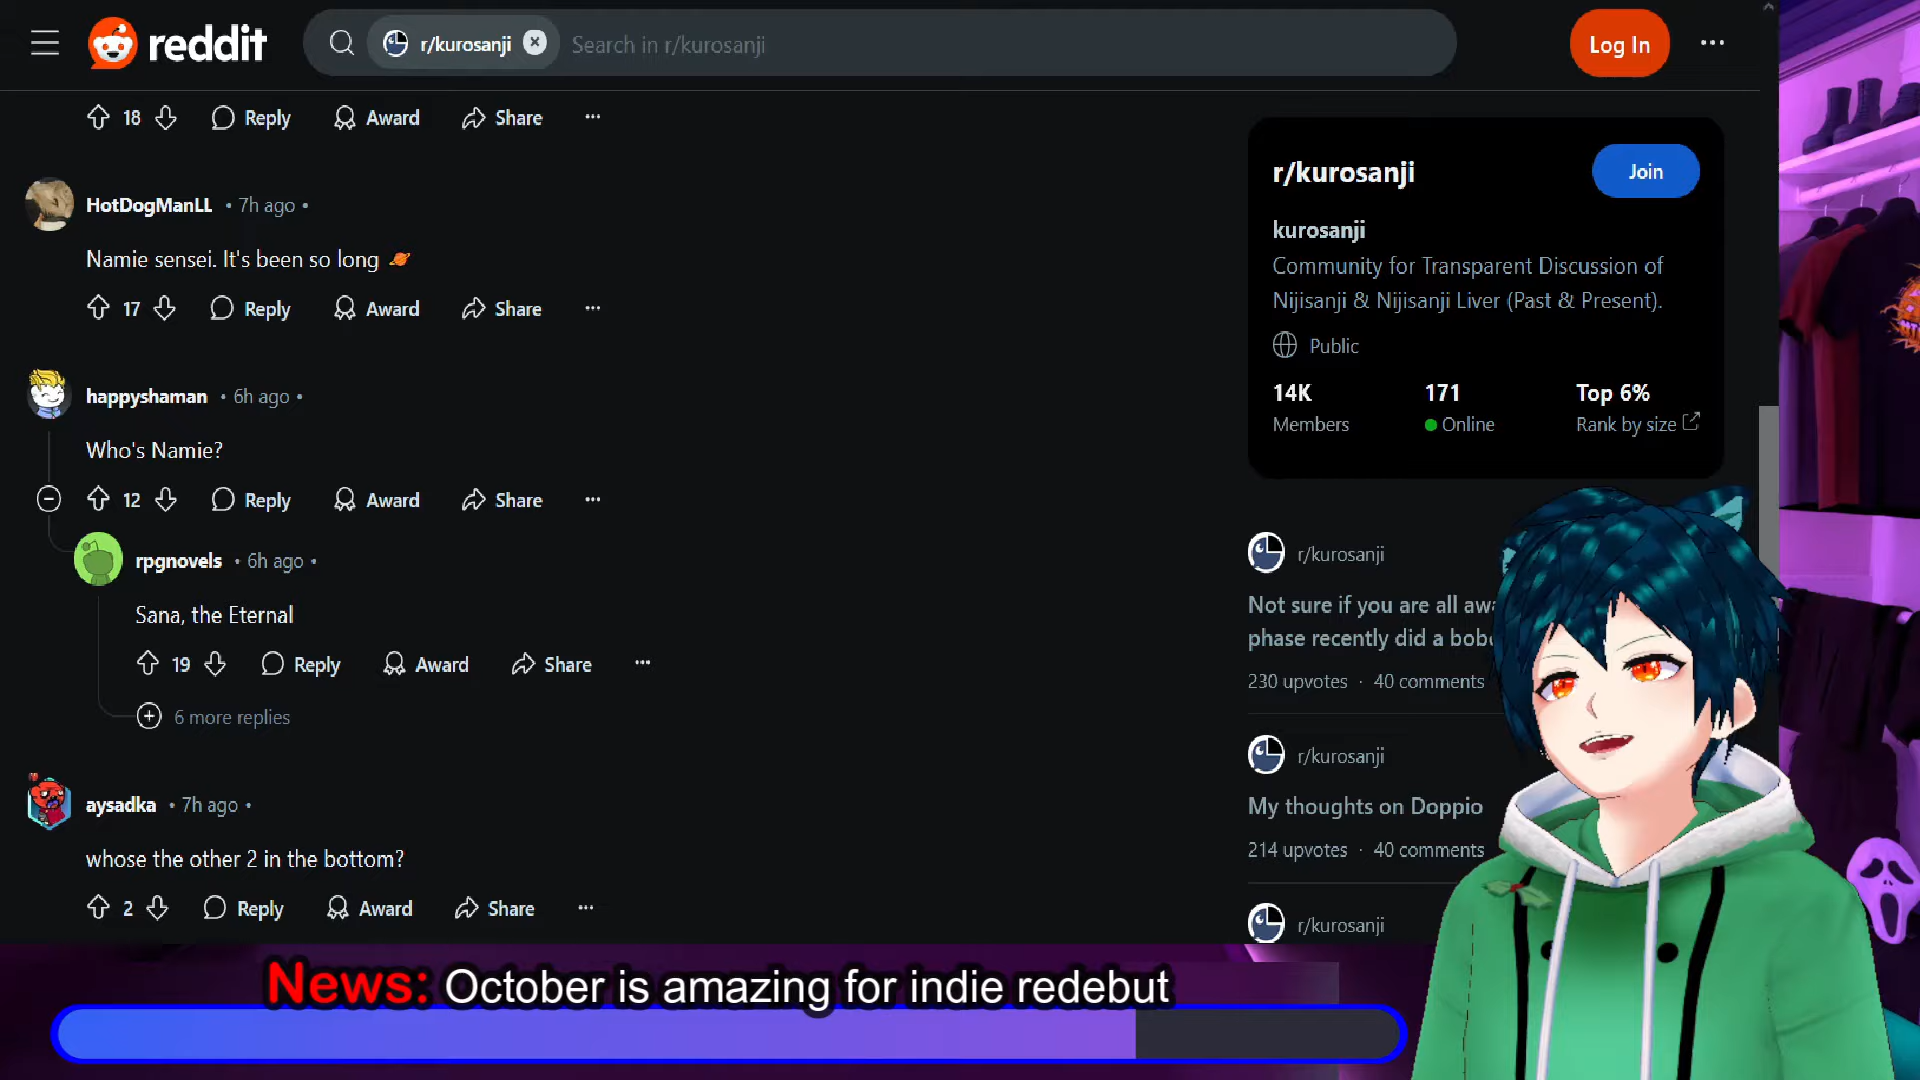 reddit
r/kurosanji
Search in r/kurosanji
Log In
18
Reply
Award
Share
HotDogManLL • 7h ago •
Namie sensei. It's been so long 🪐
17
Reply
Award
Share
happyshaman • 6h ago •
Who's Namie?
12
Reply
Award
Share
rpgnovels • 6h ago •
Sana, the Eternal
19
Reply
Award
Share
6 more replies
aysadka • 7h ago •
whose the other 2 in the bottom?
2
Reply
Award
Share
r/kurosanji
Join
kurosanji
Community for Transparent Discussion of
Nijisanji & Nijisanji Liver (Past & Present).
Public
14K
171
Top 6%
Members
Online
Rank by size
r/kurosanji
Not sure if you are all
phase recently did a
230 upvotes · 40 comments
r/kurosanji
My thoughts on Doppio
214 upvotes · 40 comments
r/kurosanji
News: October is amazing for indie redebut